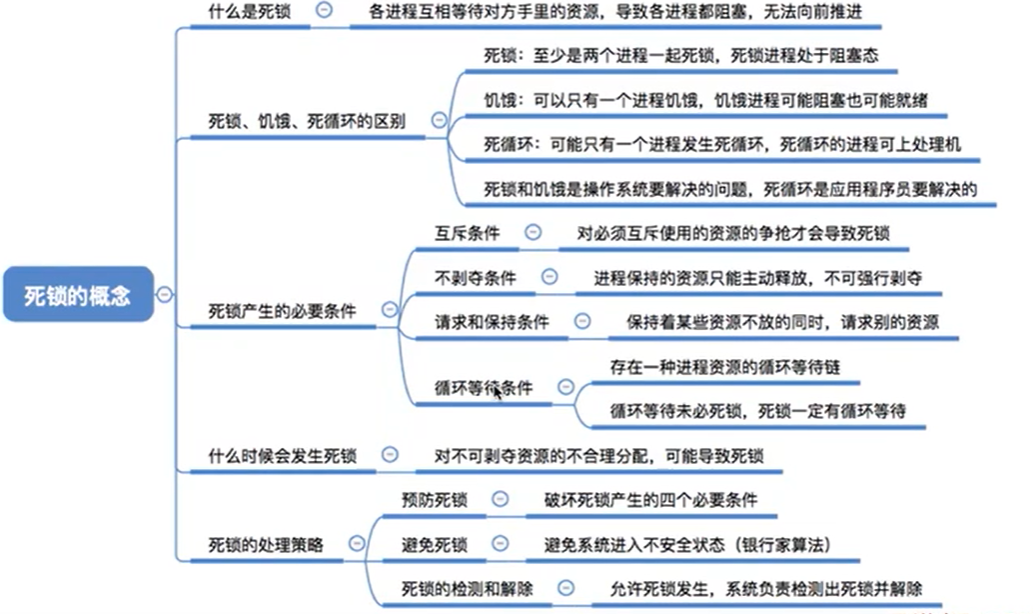 什么是死锁
各进程互相等待对方手里的资源，导致各进程都阻塞，无法向前推进
死锁、饥饿、死循环的区别
死锁：至少是两个进程一起死锁，死锁进程处于阻塞态
饥饿：可以只有一个进程饥饿，饥饿进程可能阻塞也可能就绪
死循环：可能只有一个进程发生死循环，死循环的进程可上处理机
死锁和饥饿是操作系统要解决的问题，死循环是应用程序员要解决的
死锁的概念
死锁产生的必要条件
互斥条件
对必须互斥使用的资源的争抢才会导致死锁
不剥夺条件
进程保持的资源只能主动释放，不可强行剥夺
请求和保持条件
保持着某些资源不放的同时，请求别的资源
循环等待条件
存在一种进程资源的循环等待链
循环等待未必死锁，死锁一定有循环等待
什么时候会发生死锁
对不可剥夺资源的不合理分配，可能导致死锁
死锁的处理策略
预防死锁
破坏死锁产生的四个必要条件
避免死锁
避免系统进入不安全状态（银行家算法）
死锁的检测和解除
允许死锁发生，系统负责检测出死锁并解除